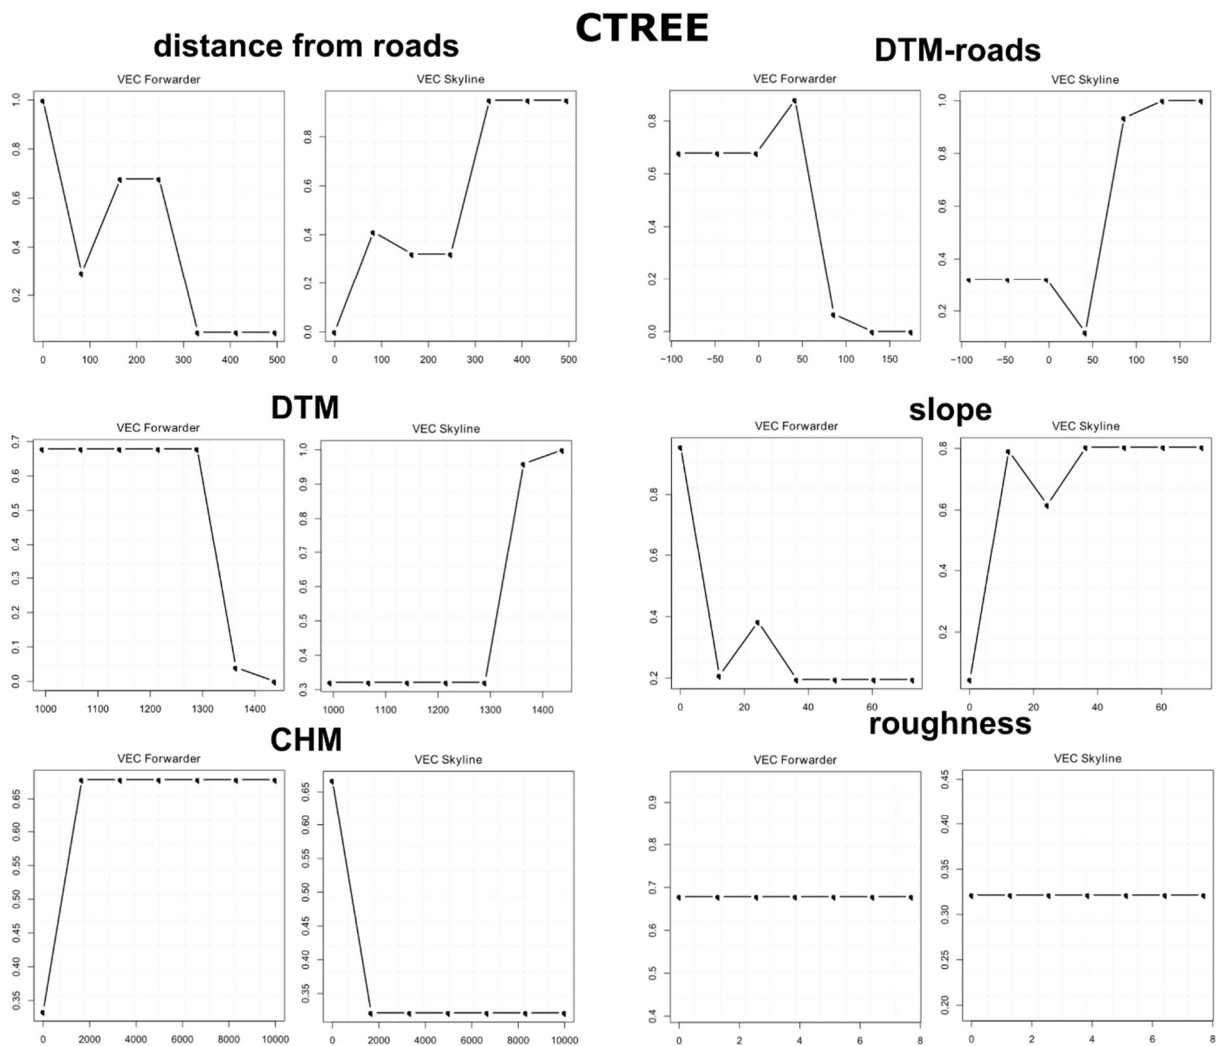 CTREE
distance from roads
DTM-roads
VEC Forwarder
VEC Skyline
VEC Forwarder
VEC Skyline
1.0
0.8
0.6
0.4
0.2
0 100 200 300 400 500
0.8
0.6
0.4
0.2
0.0
0 100 200 300 400 500
0.8
0.6
0.4
0.2
0.0
−100 −50 0 50 100 150
1.0
0.8
0.6
0.4
0.2
−100 −50 0 50 100 150
DTM
slope
VEC Forwarder
VEC Skyline
VEC Forwarder
VEC Skyline
0.7
0.6
0.5
0.4
0.3
0.2
0.1
0.0
1000 1100 1200 1300 1400
1.0
0.9
0.8
0.7
0.6
0.5
0.4
0.3
1000 1100 1200 1300 1400
0.8
0.6
0.4
0.2
0 20 40 60
0.8
0.6
0.4
0.2
0 20 40 60
CHM
roughness
VEC Forwarder
VEC Skyline
VEC Forwarder
VEC Skyline
0.65
0.60
0.55
0.50
0.45
0.40
0.35
0 2000 4000 6000 8000 10000
0.65
0.60
0.55
0.50
0.45
0.40
0.35
0 2000 4000 6000 8000 10000
0.9
0.8
0.7
0.6
0.5
0.4
0 2 4 6 8
0.45
0.40
0.35
0.30
0.25
0.20
0 2 4 6 8